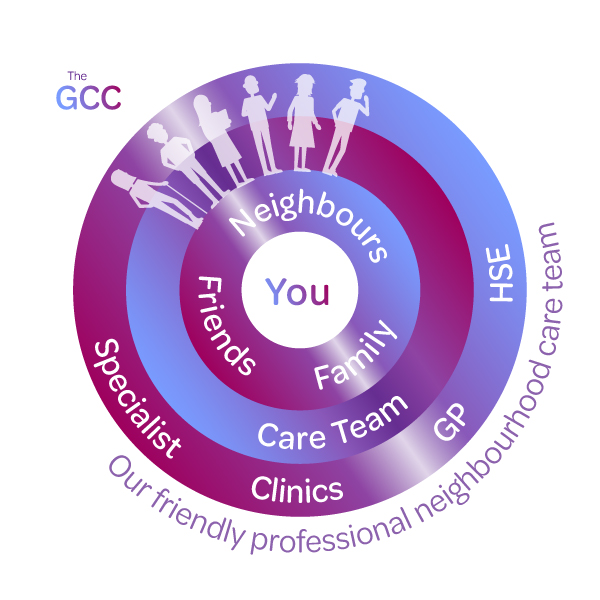 The
GCC
Neighbours
You
Friends
Family
Care Team
HSE
GP
Clinics
Specialist
Our friendly professional neighbourhood care team